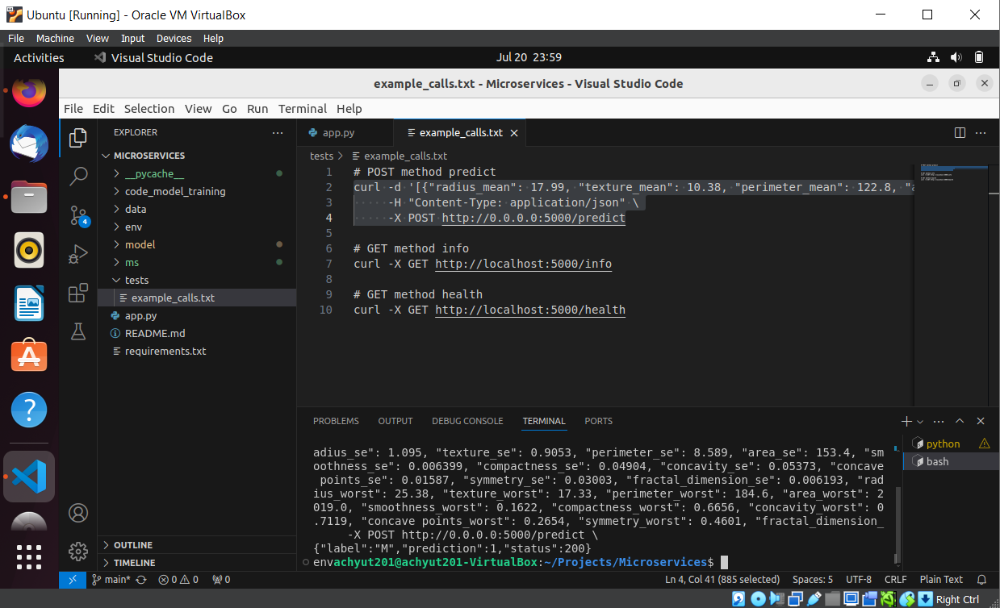 Ubuntu [Running] - Oracle VM VirtualBox
File Machine View Input Devices Help
Activities Visual Studio Code Jul 20 23:59
example_calls.txt - Microservices - Visual Studio Code
File Edit Selection View Go Run Terminal Help
EXPLORER
MICROSERVICES
__pycache__
code_model_training
data
env
model
ms
tests
example_calls.txt
app.py
README.md
requirements.txt
OUTLINE
TIMELINE
4
app.py example_calls.txt
tests > example_calls.txt
1 # POST method predict
2 curl -d '[{"radius_mean": 17.99, "texture_mean": 10.38, "perimeter_mean": 122.8, "
3 -H "Content-Type: application/json" \
4 -X POST http://0.0.0.0:5000/predict
5
6 # GET method info
7 curl -X GET http://localhost:5000/info
8
9 # GET method health
10 curl -X GET http://localhost:5000/health
PROBLEMS OUTPUT DEBUG CONSOLE TERMINAL PORTS
adius_se": 1.095, "texture_se": 0.9053, "perimeter_se": 8.589, "area_se": 153.4, "sm
oothness_se": 0.006399, "compactness_se": 0.04904, "concavity_se": 0.05373, "concave
points_se": 0.01587, "symmetry_se": 0.03003, "fractal_dimension_se": 0.006193, "rad
ius_worst": 25.38, "texture_worst": 17.33, "perimeter_worst": 184.6, "area_worst": 2
019.0, "smoothness_worst": 0.1622, "compactness_worst": 0.6656, "concavity_worst": 0
.7119, "concave points_worst": 0.2654, "symmetry_worst": 0.4601, "fractal_dimension_
-X POST http://0.0.0.0:5000/predict \
{"label":"M","prediction":1,"status":200}
envachyut201@achyut201-VirtualBox:~/Projects/Microservices$
python
bash
main* 0 0 0 Ln 4, Col 41 (885 selected) Spaces: 5 UTF-8 CRLF Plain Text
Right Ctrl